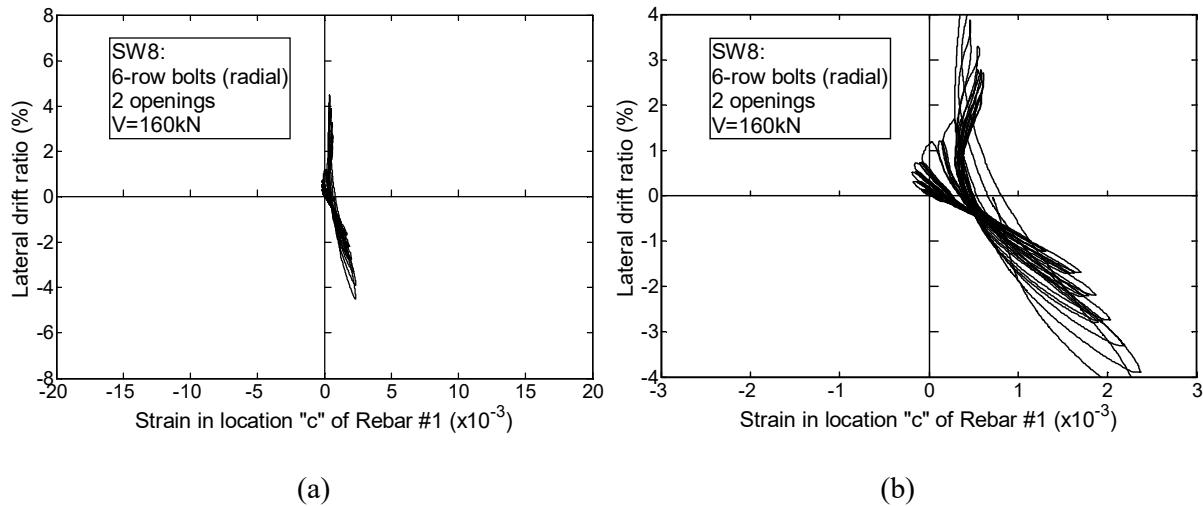 8
6
4
2
0
-2
-4
-6
-8
Lateral drift ratio (%)
SW8:
6-row bolts (radial)
2 openings
V=160kN
-20 -15 -10 -5 0 5 10 15 20
Strain in location "c" of Rebar #1 (x10⁻³)
(a)
4
3
2
1
0
-1
-2
-3
-4
Lateral drift ratio (%)
SW8:
6-row bolts (radial)
2 openings
V=160kN
-3 -2 -1 0 1 2 3
Strain in location "c" of Rebar #1 (x10⁻³)
(b)